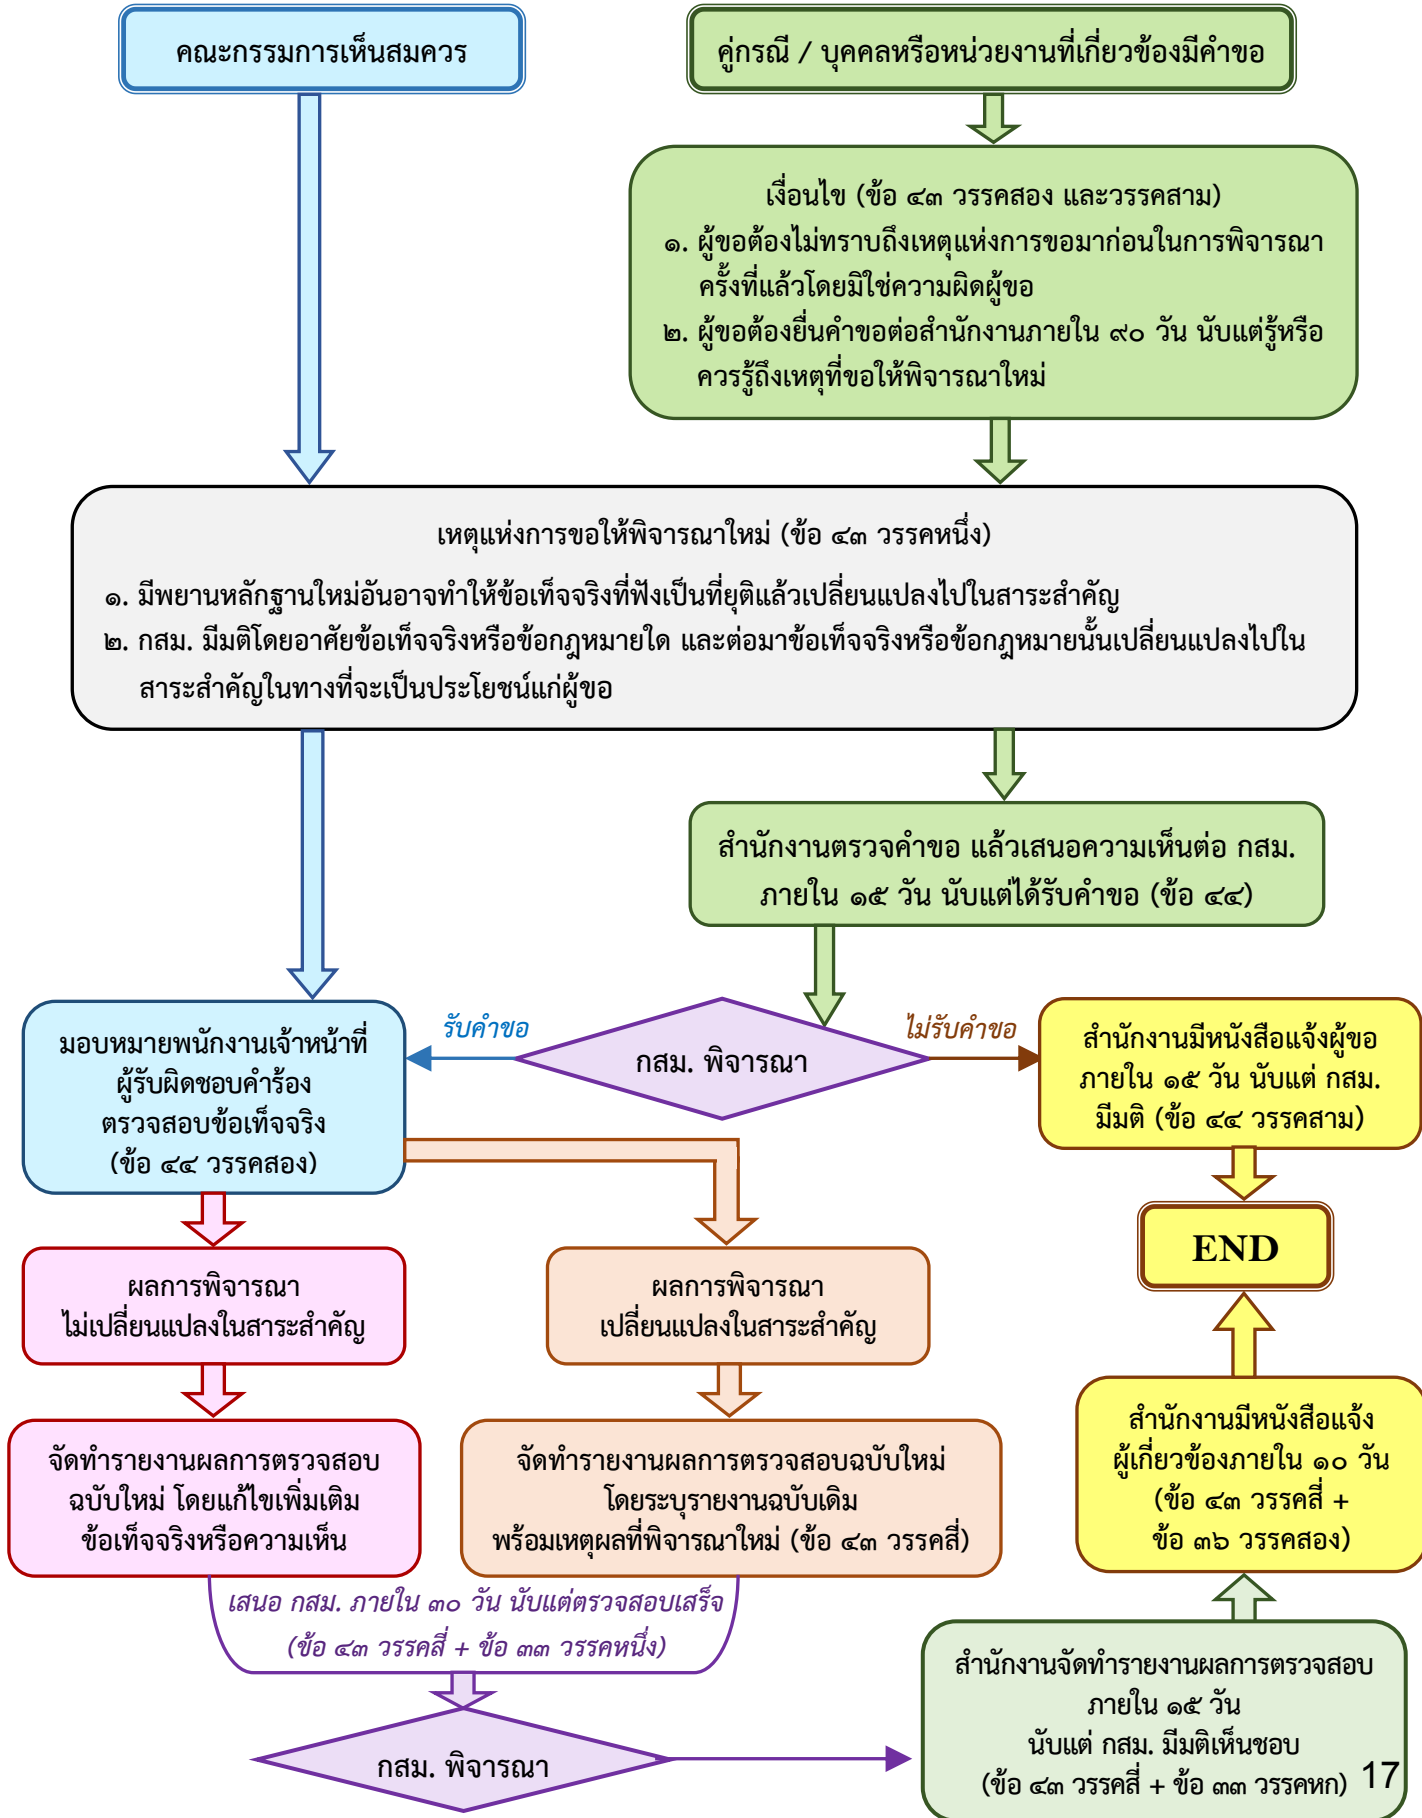 คณะกรรมการเห็นสมควร
คู่กรณี / บุคคลหรือหน่วยงานที่เกี่ยวข้องมีคำขอ
เงื่อนไข (ข้อ ๔๓ วรรคสอง และวรรคสาม)
๑. ผู้ขอต้องไม่ทราบถึงเหตุแห่งการขอมาก่อนในการพิจารณา
ครั้งที่แล้วโดยมิใช่ความผิดผู้ขอ
๒. ผู้ขอต้องยื่นคำขอต่อสำนักงานภายใน ๙๐ วัน นับแต่รู้หรือ
ควรรู้ถึงเหตุที่ขอให้พิจารณาใหม่
เหตุแห่งการขอให้พิจารณาใหม่ (ข้อ ๔๓ วรรคหนึ่ง)
๑. มีพยานหลักฐานใหม่อันอาจทำให้ข้อเท็จจริงที่ฟังเป็นที่ยุติแล้วเปลี่ยนแปลงไปในสาระสำคัญ
๒. กสม. มีมติโดยอาศัยข้อเท็จจริงหรือข้อกฎหมายใด และต่อมาข้อเท็จจริงหรือข้อกฎหมายนั้นเปลี่ยนแปลงไปใน
สาระสำคัญในทางที่จะเป็นประโยชน์แก่ผู้ขอ
สำนักงานตรวจคำขอ แล้วเสนอความเห็นต่อ กสม.
ภายใน ๑๕ วัน นับแต่ได้รับคำขอ (ข้อ ๔๔)
มอบหมายพนักงานเจ้าหน้าที่
ผู้รับผิดชอบคำร้อง
ตรวจสอบข้อเท็จจริง
(ข้อ ๔๔ วรรคสอง)
รับคำขอ
กสม. พิจารณา
ไม่รับคำขอ
สำนักงานมีหนังสือแจ้งผู้ขอ
ภายใน ๑๕ วัน นับแต่ กสม.
มีมติ (ข้อ ๔๔ วรรคสาม)
END
ผลการพิจารณา
ไม่เปลี่ยนแปลงในสาระสำคัญ
ผลการพิจารณา
เปลี่ยนแปลงในสาระสำคัญ
จัดทำรายงานผลการตรวจสอบ
ฉบับใหม่ โดยแก้ไขเพิ่มเติม
ข้อเท็จจริงหรือความเห็น
จัดทำรายงานผลการตรวจสอบฉบับใหม่
โดยระบุรายงานฉบับเดิม
พร้อมเหตุผลที่พิจารณาใหม่ (ข้อ ๔๓ วรรคสี่)
สำนักงานมีหนังสือแจ้ง
ผู้เกี่ยวข้องภายใน ๑๐ วัน
(ข้อ ๔๓ วรรคสี่ +
ข้อ ๓๖ วรรคสอง)
เสนอ กสม. ภายใน ๓๐ วัน นับแต่ตรวจสอบเสร็จ
(ข้อ ๔๓ วรรคสี่ + ข้อ ๓๓ วรรคหนึ่ง)
กสม. พิจารณา
สำนักงานจัดทำรายงานผลการตรวจสอบ
ภายใน ๑๕ วัน
นับแต่ กสม. มีมติเห็นชอบ
(ข้อ ๔๓ วรรคสี่ + ข้อ ๓๓ วรรคหก)
17